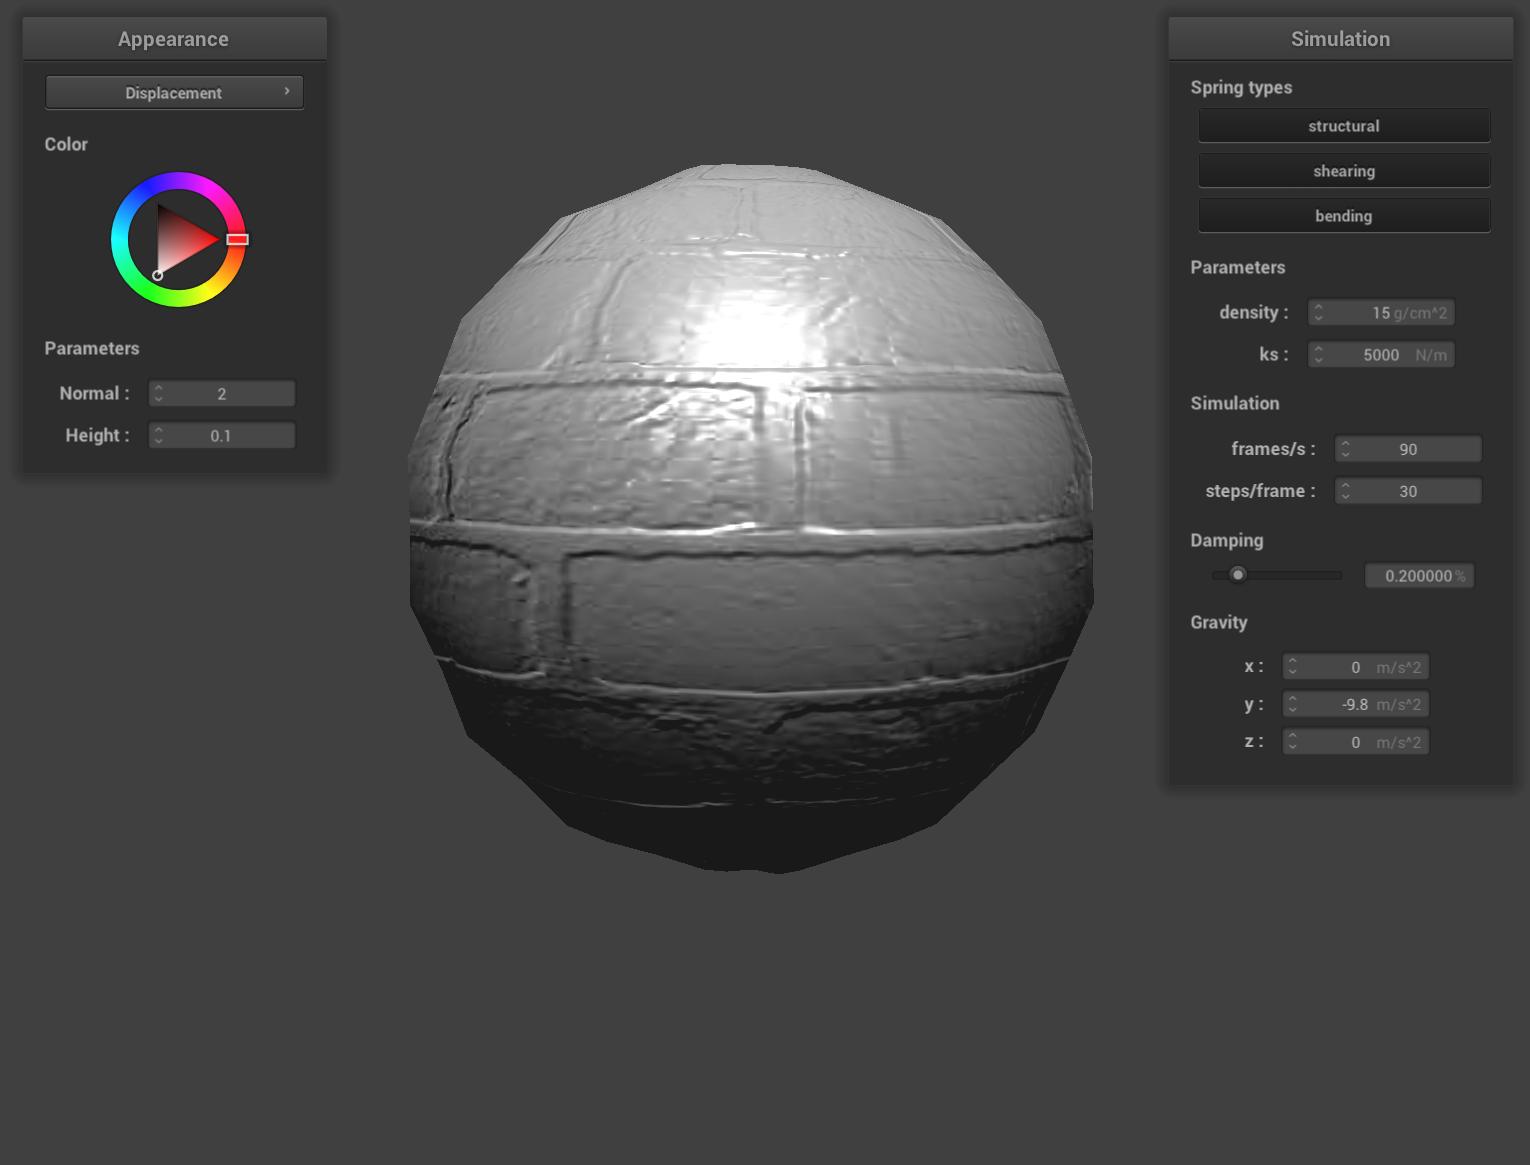 Appearance
Displacement ›
Color
Parameters
Normal : 2
Height : 0.1
Simulation
Spring types
structural
shearing
bending
Parameters
density : 15 g/cm^2
ks : 5000 N/m
Simulation
frames/s : 90
steps/frame : 30
Damping
0.200000 %
Gravity
x : 0 m/s^2
y : -9.8 m/s^2
z : 0 m/s^2